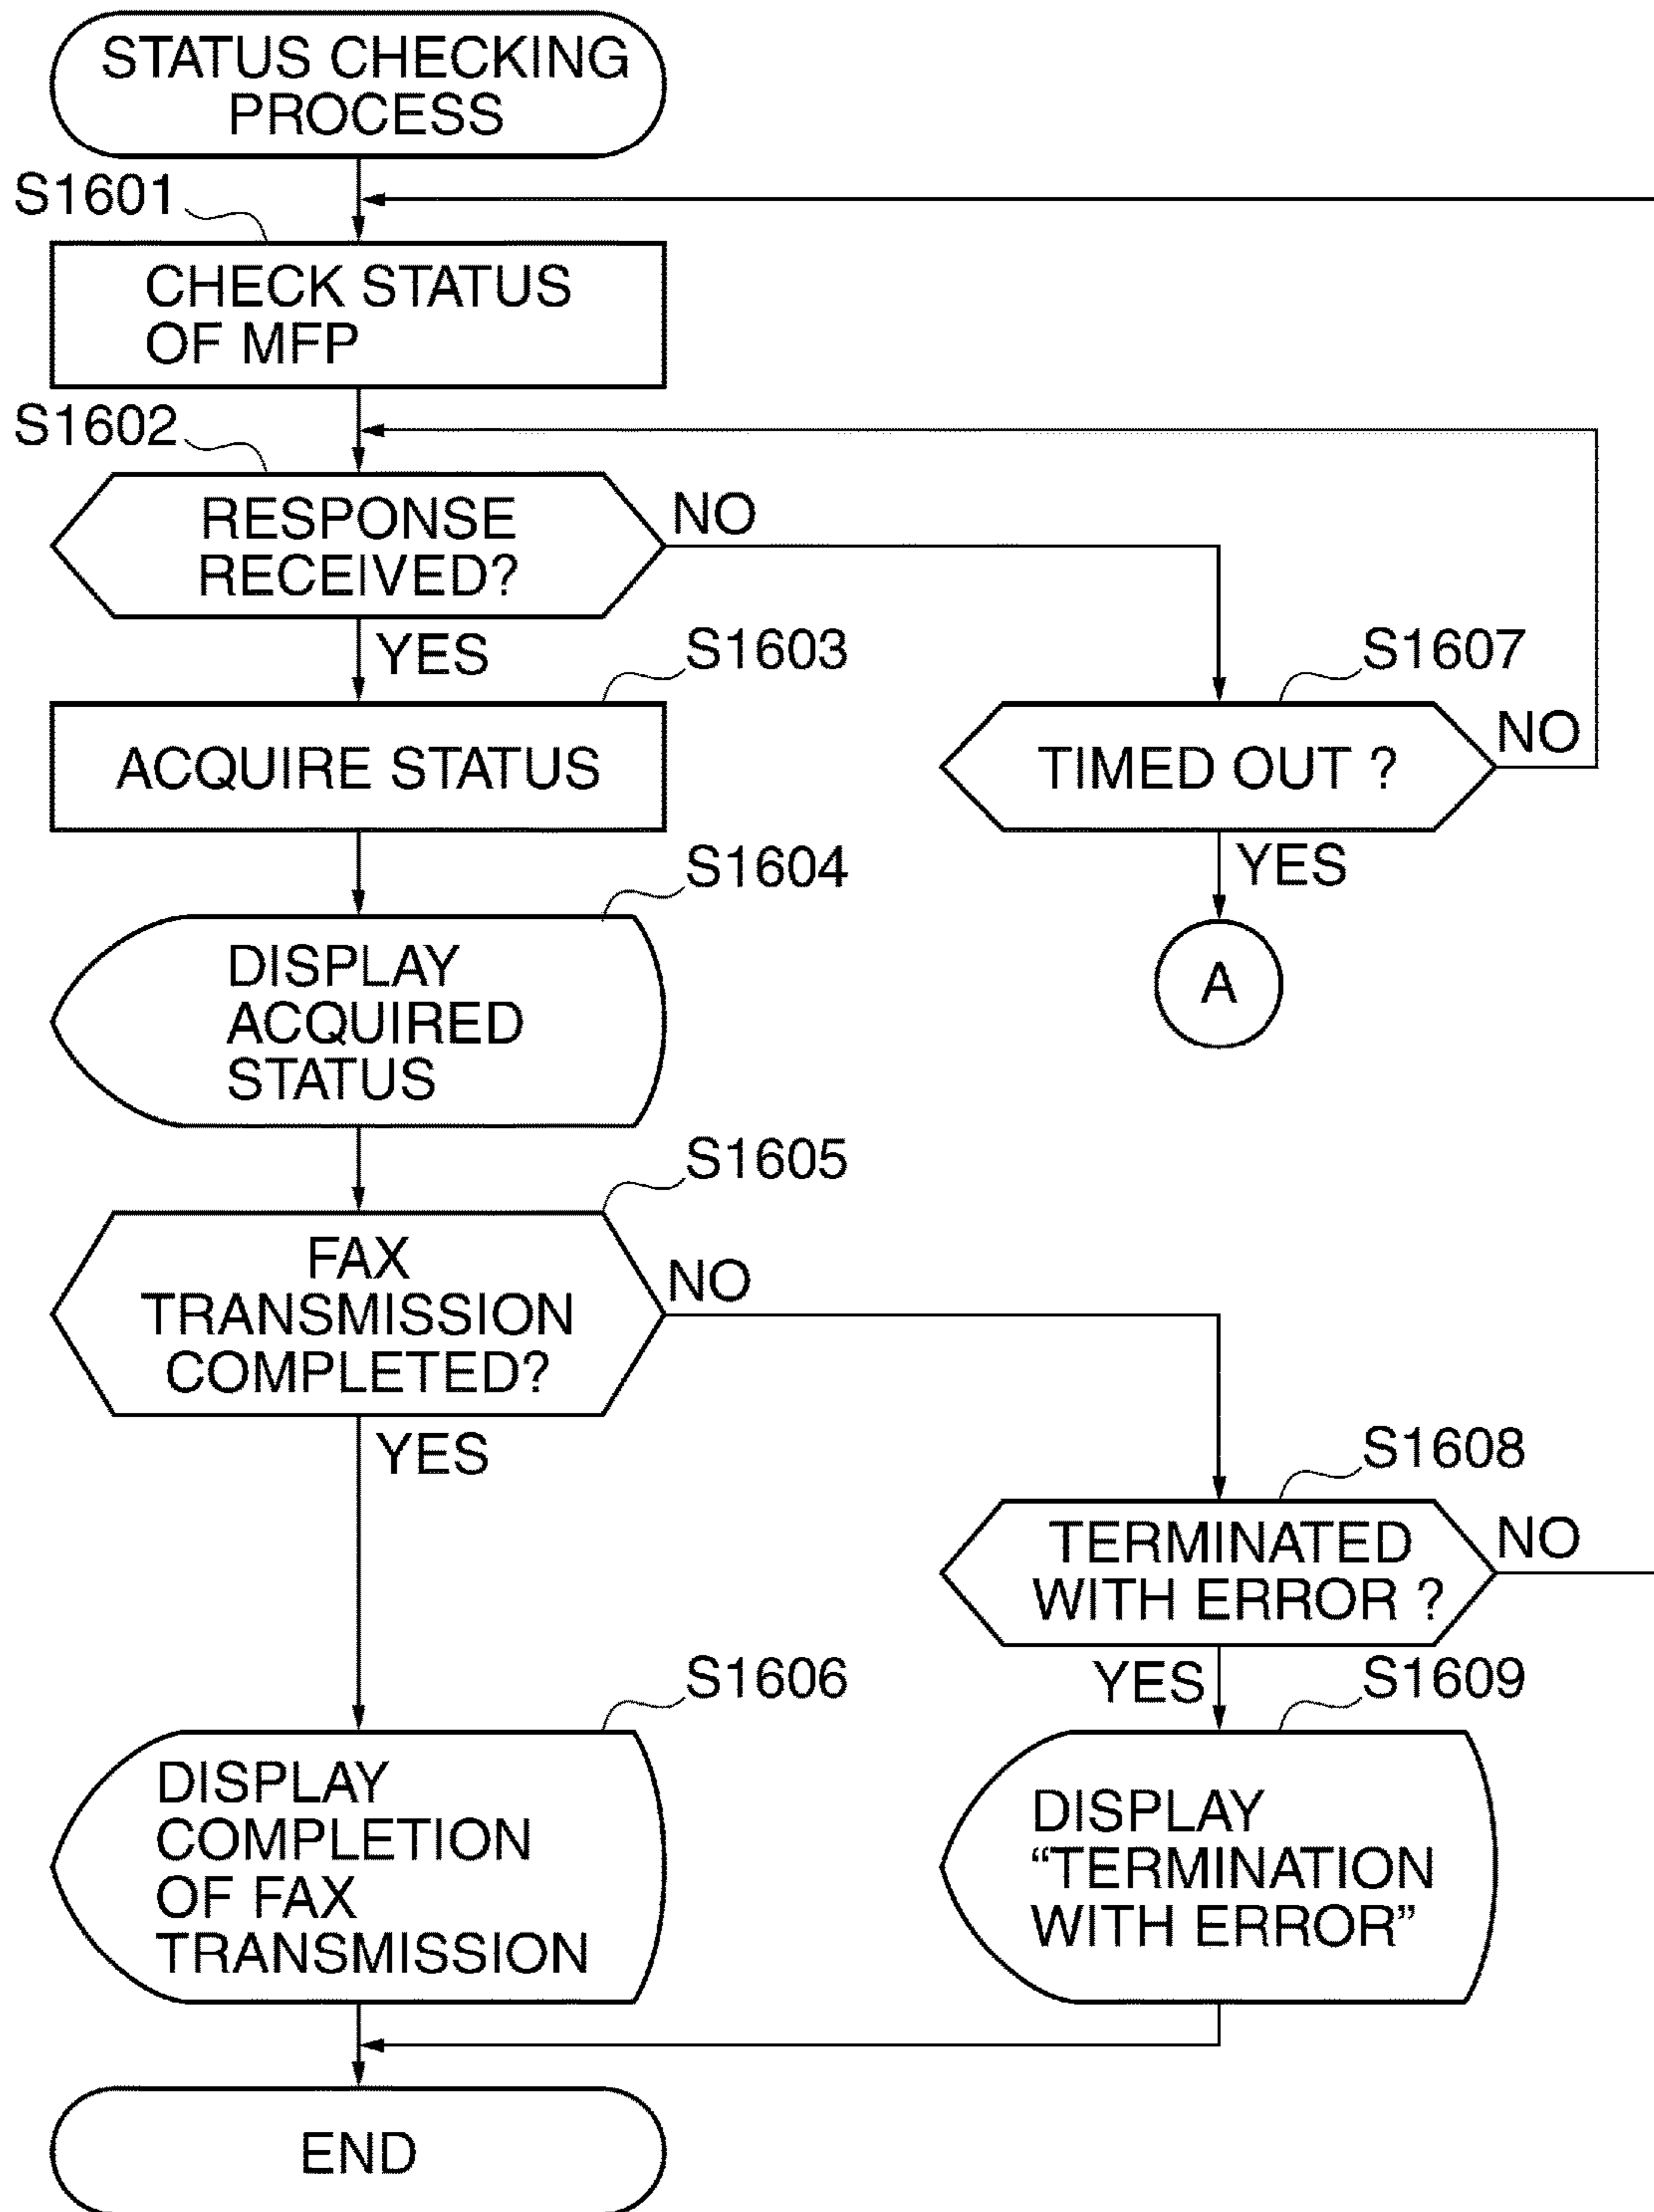 STATUS CHECKING
PROCESS
S1601
CHECK STATUS
OF MFP
S1602
RESPONSE
RECEIVED?
NO
YES
S1603
S1607
ACQUIRE STATUS
TIMED OUT ?
NO
YES
S1604
DISPLAY
ACQUIRED
STATUS
A
S1605
FAX
TRANSMISSION
COMPLETED?
NO
YES
S1608
TERMINATED
WITH ERROR ?
NO
YES
S1606
S1609
DISPLAY
COMPLETION
OF FAX
TRANSMISSION
DISPLAY
“TERMINATION
WITH ERROR”
END